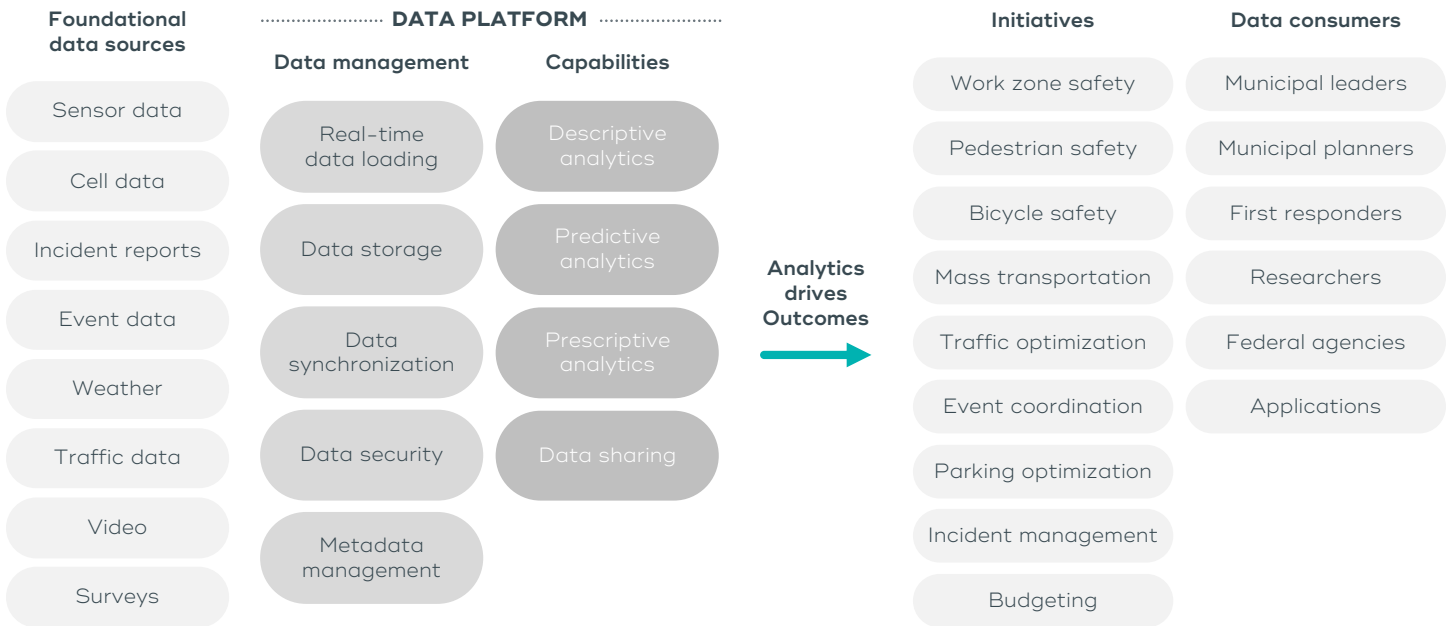 Foundational
data sources
Sensor data
Cell data
Incident reports
Event data
Weather
Traffic data
Video
Surveys
DATA PLATFORM
Data management
Real-time
data loading
Data storage
Data
synchronization
Data security
Metadata
management
Capabilities
Descriptive
analytics
Predictive
analytics
Prescriptive
analytics
Data sharing
Analytics
drives
Outcomes
Initiatives
Work zone safety
Pedestrian safety
Bicycle safety
Mass transportation
Traffic optimization
Event coordination
Parking optimization
Incident management
Budgeting
Data consumers
Municipal leaders
Municipal planners
First responders
Researchers
Federal agencies
Applications